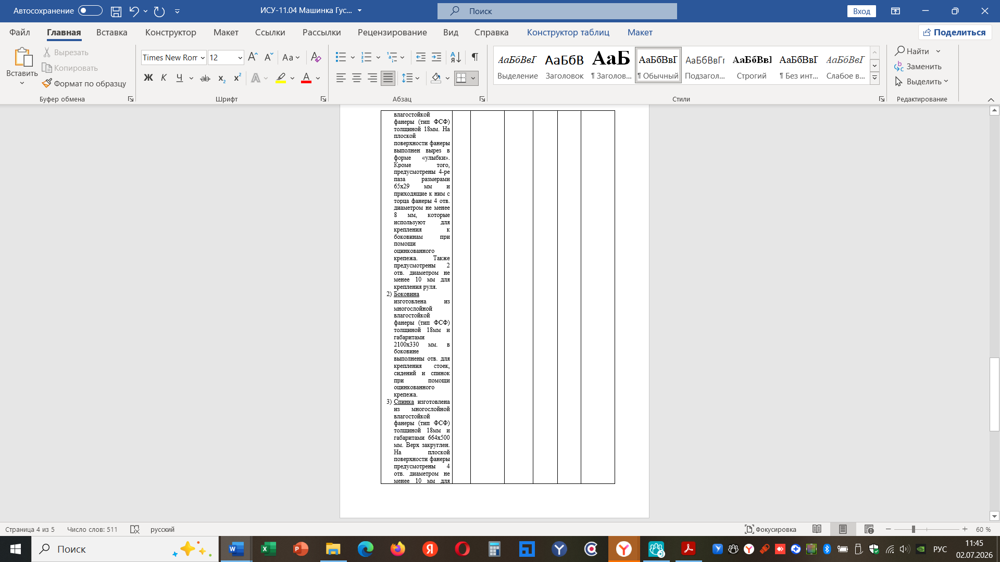 Автосохранение
ИСУ-11.04 Машинка Гус...
Поиск
Вход
Файл
Главная
Вставка
Конструктор
Макет
Ссылки
Рассылки
Рецензирование
Вид
Справка
Конструктор таблиц
Макет
Поделиться
Вставить
Вырезать
Копировать
Формат по образцу
Буфер обмена
Times New Rom
12
Шрифт
Абзац
АаБбВвГ
Выделение
АаБбВ
Заголовок
АаБ
¶ Заголов...
АаБбВвГ
¶ Обычный
АаБбВвГг
Подзагол...
АаБбВвІ
Строгий
АаБбВвГ
¶ Без инт...
АаБбВвГ
Слабое в...
Стили
Найти
Заменить
Выделить
Редактирование
влагостойкой
фанеры (тип ФСФ)
толщиной 18мм. На
плоской
поверхности фанеры
выполнен вырез в
форме «улыбки».
Кроме того,
предусмотрены 4-ре
паза размерами
65х29 мм и
приходящие к ним с
торца фанеры 4 отв.
диаметром не менее
8 мм, которые
используют для
крепления к
боковинам при
помощи
оцинкованного
крепежа. Также
предусмотрены 2
отв. диаметром не
менее 10 мм для
крепления руля.
2) Боковина
изготовлена из
многослойной
влагостойкой
фанеры (тип ФСФ)
толщиной 18мм и
габаритами
2100х330 мм. в
боковине
выполнены отв. для
крепления стоек,
сидений и спинок
при помощи
оцинкованного
крепежа.
3) Спинка изготовлена
из многослойной
влагостойкой
фанеры (тип ФСФ)
толщиной 18мм и
габаритами 664х500
мм. Верх закруглен.
На плоской
поверхности фанеры
предусмотрены 4
отв. диаметром не
менее 10 мм для
Страница 4 из 5
Число слов: 511
русский
Фокусировка
60 %
Поиск
РУС
11:45
02.07.2026